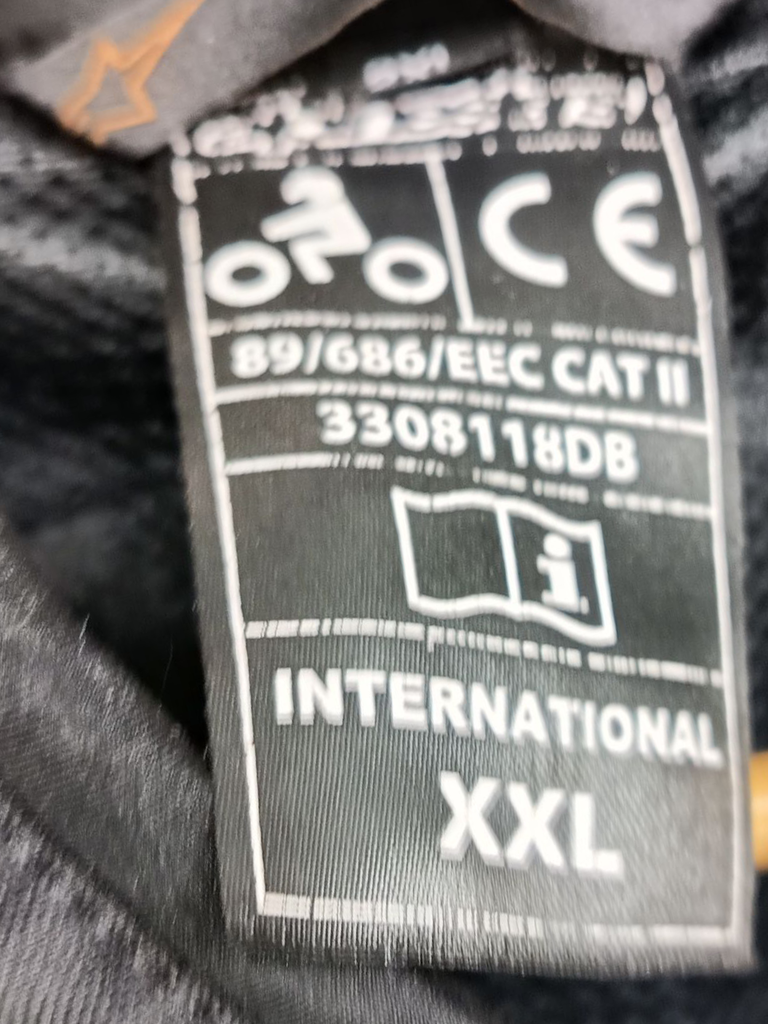 CE
89/686/EEC CAT II
3308118DB
i
INTERNATIONAL
XXL